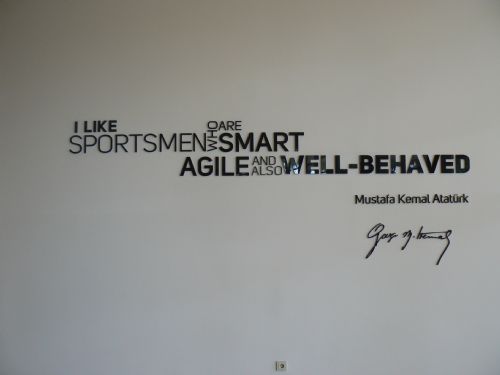 I LIKE
SPORTSMEN WHO ARE SMART
AGILE AND ALSO WELL-BEHAVED
Mustafa Kemal Atatürk